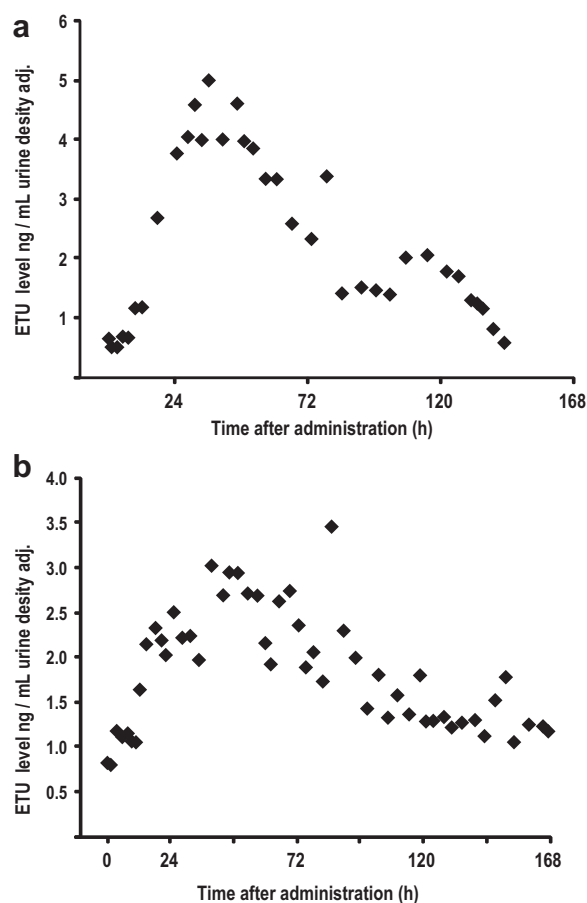 a
6
5
4
3
2
1
ETU level ng / mL urine desity adj.
24 72 120 168
Time after administration (h)
b
4.0
3.5
3.0
2.5
2.0
1.5
1.0
0.5
ETU level ng / mL urine desity adj.
0 24 72 120 168
Time after administration (h)